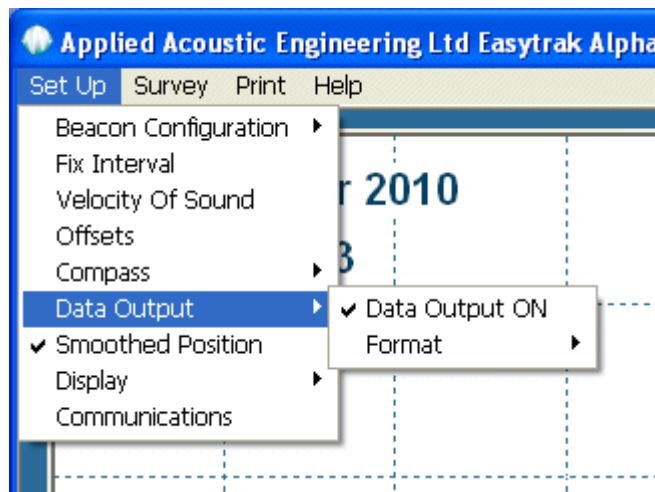 Applied Acoustic Engineering Ltd Easytrak Alpha
Set Up Survey Print Help
Beacon Configuration
Fix Interval
Velocity Of Sound
r 2010
Offsets
3
Compass
Data Output
Data Output ON
Smoothed Position
Format
Display
Communications